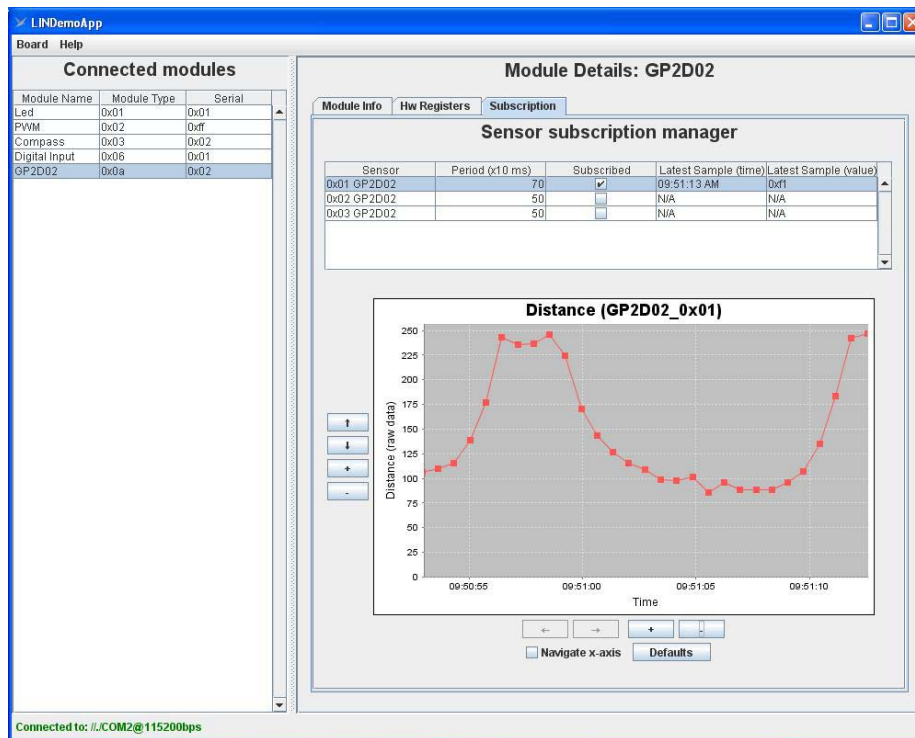 LINDemoApp
Board Help
Connected modules
Module Name Module Type Serial
Led 0x01 0x01
PWM 0x02 0xff
Compass 0x03 0x02
Digital Input 0x06 0x01
GP2D02 0x0a 0x02
Module Details: GP2D02
Module Info Hw Registers Subscription
Sensor subscription manager
Sensor Period (x10 ms) Subscribed Latest Sample (time) Latest Sample (value)
0x01 GP2D02 70 09:51:13 AM 0xf1
0x02 GP2D02 50 N/A N/A
0x03 GP2D02 50 N/A N/A
Distance (GP2D02_0x01)
250
225
200
175
150
125
100
75
50
25
0
Distance (raw data)
09:50:55 09:51:00 09:51:05 09:51:10
Time
+
-
+ -
Navigate x-axis Defaults
Connected to: //./COM2@115200bps